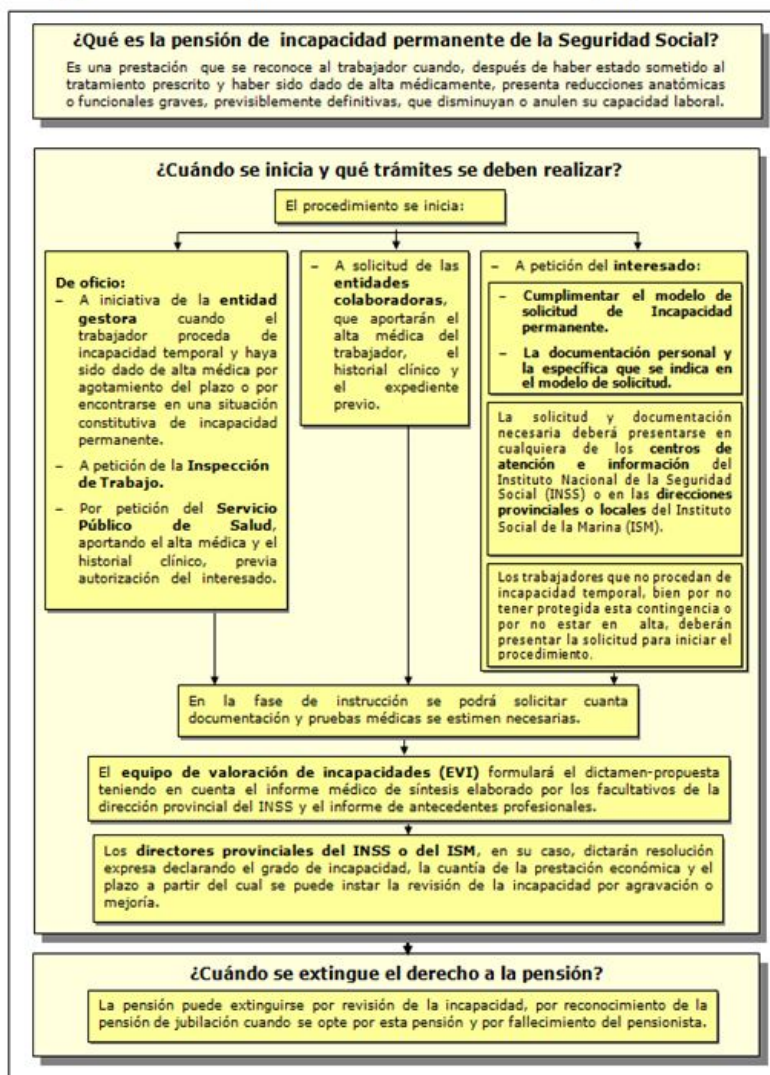 ¿Qué es la pensión de incapacidad permanente de la Seguridad Social?
Es una prestación que se reconoce al trabajador cuando, después de haber estado sometido al
tratamiento prescrito y haber sido dado de alta médicamente, presenta reducciones anatómicas
o funcionales graves, previsiblemente definitivas, que disminuyan o anulen su capacidad laboral.
¿Cuándo se inicia y qué trámites se deben realizar?
El procedimiento se inicia:
De oficio:
– A iniciativa de la entidad
gestora cuando el
trabajador proceda de
incapacidad temporal y haya
sido dado de alta médica por
agotamiento del plazo o por
encontrarse en una situación
constitutiva de incapacidad
permanente.
– A petición de la Inspección
de Trabajo.
– Por petición del Servicio
Público de Salud,
aportando el alta médica y el
historial clínico, previa
autorización del interesado.
– A solicitud de las
entidades
colaboradoras,
que aportarán el
alta médica del
trabajador, el
historial clínico y
el expediente
previo.
– A petición del interesado:
– Cumplimentar el modelo de
solicitud de Incapacidad
permanente.
– La documentación personal y
la específica que se indica en
el modelo de solicitud.
La solicitud y documentación
necesaria deberá presentarse en
cualquiera de los centros de
atención e información del
Instituto Nacional de la Seguridad
Social (INSS) o en las direcciones
provinciales o locales del Instituto
Social de la Marina (ISM).
Los trabajadores que no procedan de
incapacidad temporal, bien por no
tener protegida esta contingencia o
por no estar en alta, deberán
presentar la solicitud para iniciar el
procedimiento.
En la fase de instrucción se podrá solicitar cuanta
documentación y pruebas médicas se estimen necesarias.
El equipo de valoración de incapacidades (EVI) formulará el dictamen-propuesta
teniendo en cuenta el informe médico de síntesis elaborado por los facultativos de la
dirección provincial del INSS y el informe de antecedentes profesionales.
Los directores provinciales del INSS o del ISM, en su caso, dictarán resolución
expresa declarando el grado de incapacidad, la cuantía de la prestación económica y el
plazo a partir del cual se puede instar la revisión de la incapacidad por agravación o
mejoría.
¿Cuándo se extingue el derecho a la pensión?
La pensión puede extinguirse por revisión de la incapacidad, por reconocimiento de la
pensión de jubilación cuando se opte por esta pensión y por fallecimiento del pensionista.